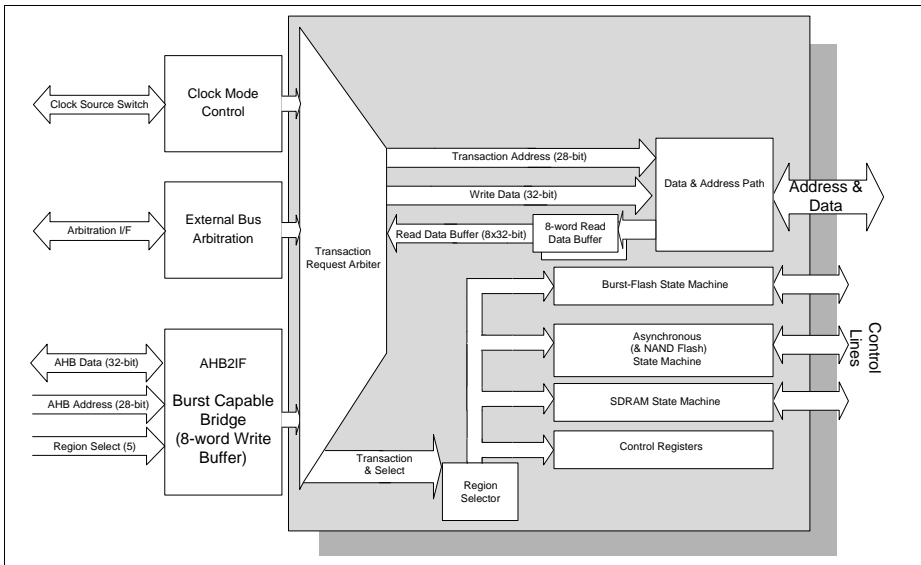 Clock Source Switch
Clock Mode
Control
Arbitration I/F
External Bus
Arbitration
AHB Data (32-bit)
AHB Address (28-bit)
Region Select (5)
AHB2IF
Burst Capable
Bridge
(8-word Write
Buffer)
Transaction
Request Arbiter
Transaction Address (28-bit)
Write Data (32-bit)
Read Data Buffer (8x32-bit)
8-word Read
Data Buffer
Data & Address Path
Address &
Data
Burst-Flash State Machine
Asynchronous
(& NAND Flash)
State Machine
SDRAM State Machine
Control Registers
Control
Lines
Transaction
& Select
Region
Selector